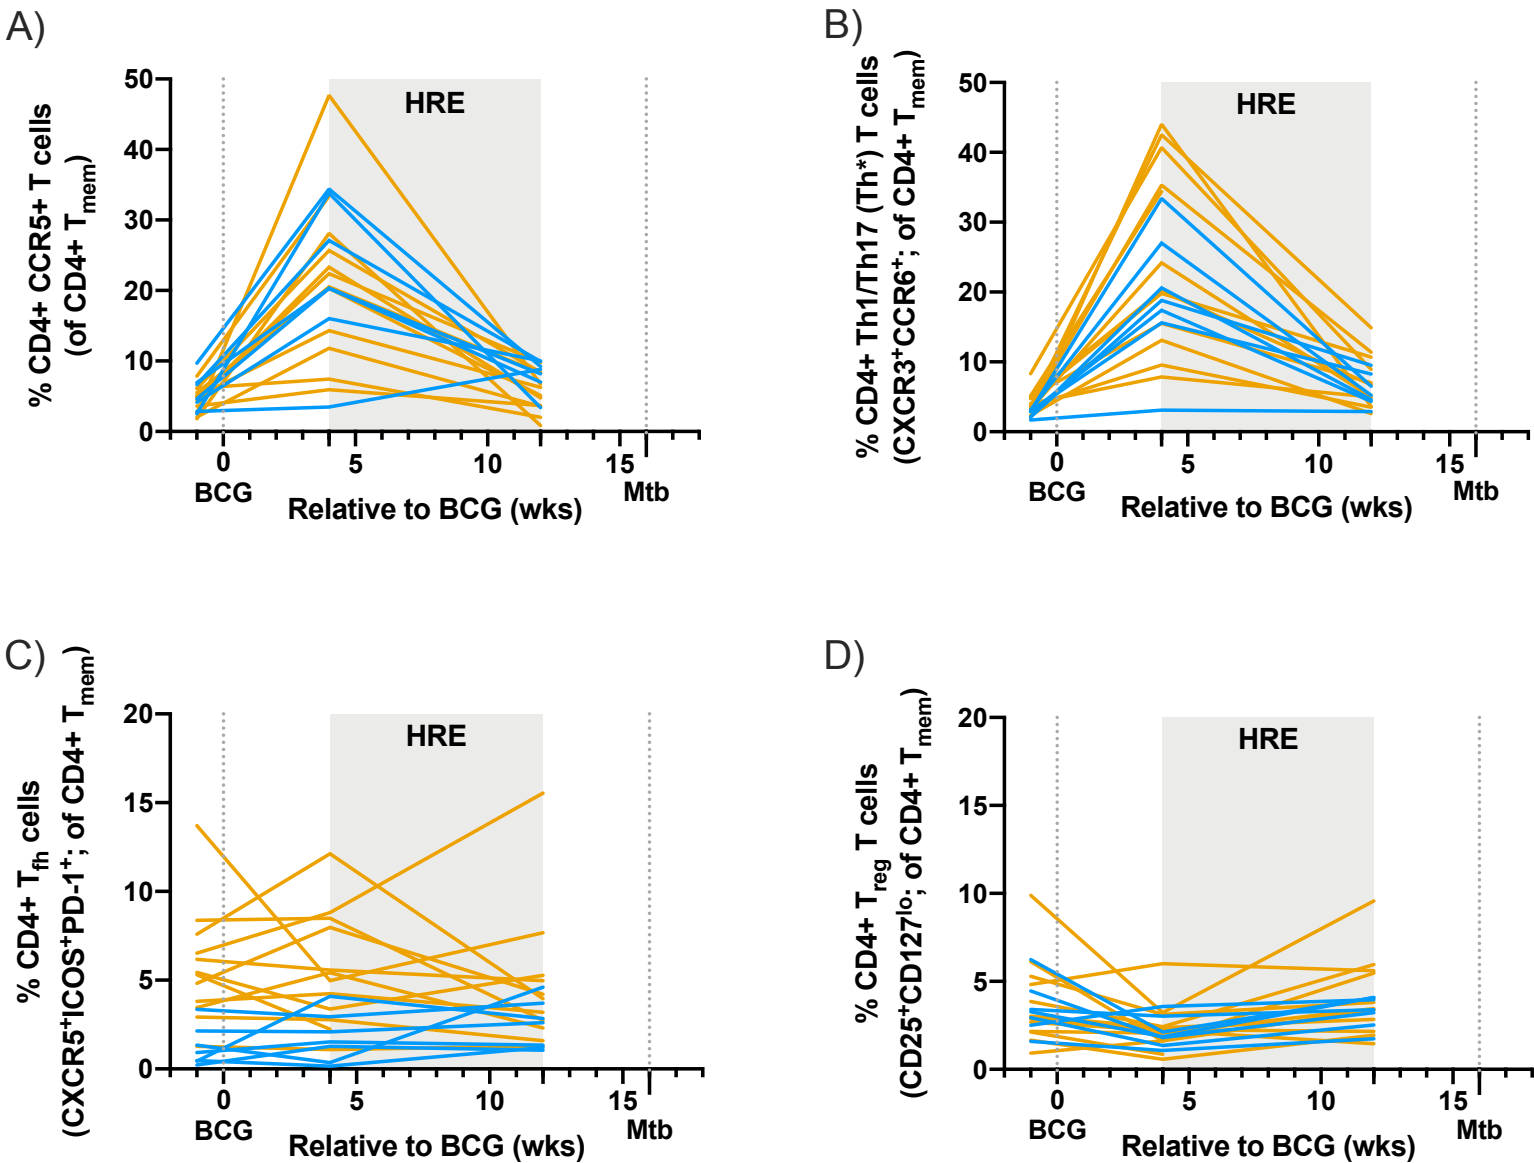 A)
% CD4+ CCR5+ T cells
(of CD4+ Tmem)
50
40
30
20
10
0
HRE
0
5
10
15
BCG
Mtb
Relative to BCG (wks)
B)
% CD4+ Th1/Th17 (Th*) T cells
(CXCR3+CCR6+; of CD4+ Tmem)
50
40
30
20
10
0
HRE
0
5
10
15
BCG
Mtb
Relative to BCG (wks)
C)
% CD4+ Tfh cells
(CXCR5+ICOS+PD-1+; of CD4+ Tmem)
20
15
10
5
0
HRE
0
5
10
15
BCG
Mtb
Relative to BCG (wks)
D)
% CD4+ Treg T cells
(CD25+CD127lo; of CD4+ Tmem)
20
15
10
5
0
HRE
0
5
10
15
BCG
Mtb
Relative to BCG (wks)